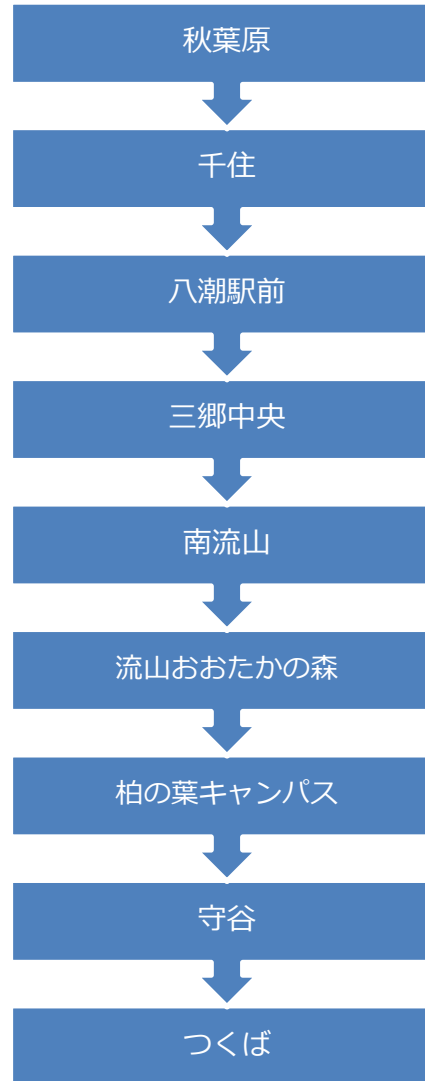 秋葉原
千住
八潮駅前
三郷中央
南流山
流山おおたかの森
柏の葉キャンパス
守谷
つくば